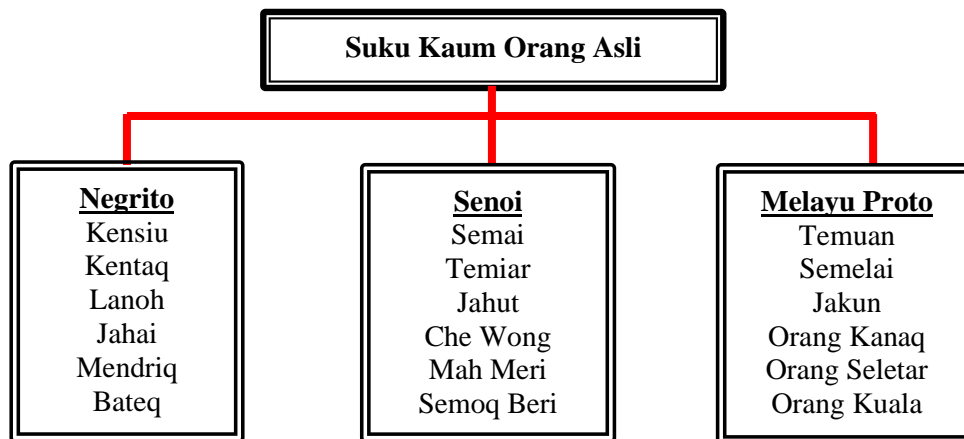 Suku Kaum Orang Asli
Negrito
Kensiu
Kentaq
Lanoh
Jahai
Mendriq
Bateq
Senoi
Semai
Temiar
Jahut
Che Wong
Mah Meri
Semoq Beri
Melayu Proto
Temuan
Semelai
Jakun
Orang Kanaq
Orang Seletar
Orang Kuala